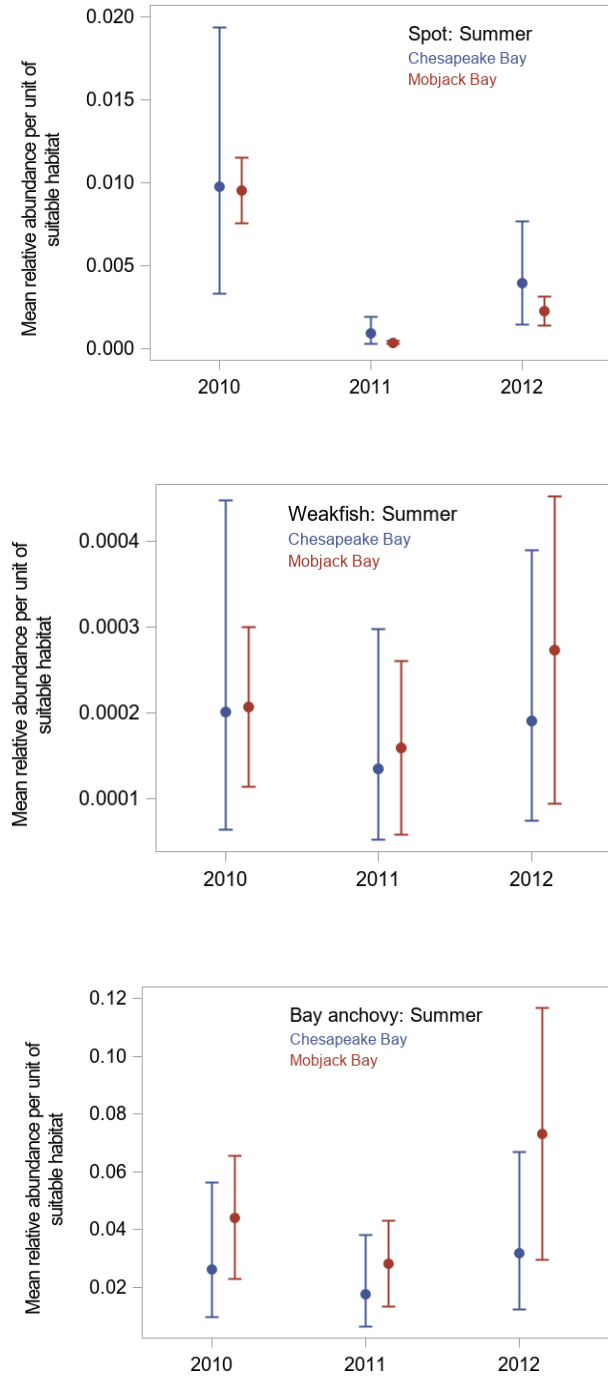 Mean relative abundance per unit of
suitable habitat
0.020
0.015
0.010
0.005
0.000
Spot: Summer
Chesapeake Bay
Mobjack Bay
2010 2011 2012
Mean relative abundance per unit of
suitable habitat
0.0004
0.0003
0.0002
0.0001
Weakfish: Summer
Chesapeake Bay
Mobjack Bay
2010 2011 2012
Mean relative abundance per unit of
suitable habitat
0.12
0.10
0.08
0.06
0.04
0.02
Bay anchovy: Summer
Chesapeake Bay
Mobjack Bay
2010 2011 2012